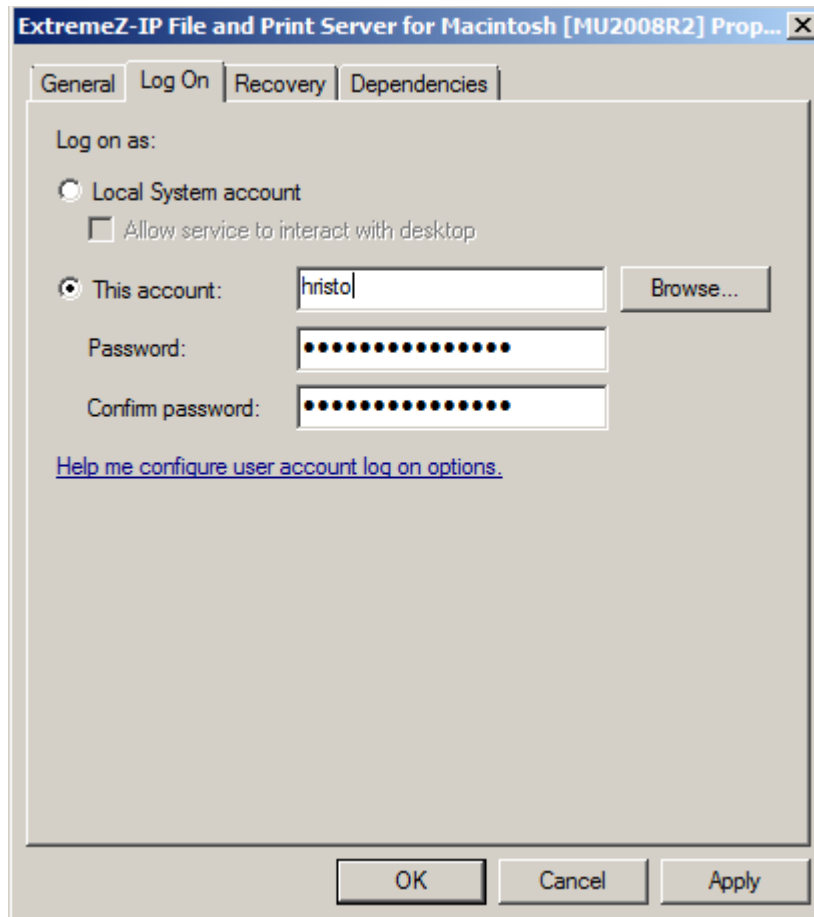 ExtremeZ-IP File and Print Server for Macintosh [MU2008R2] Prop...
General Log On Recovery Dependencies
Log on as:
Local System account
Allow service to interact with desktop
This account: hristo Browse...
Password: •••••••••••••••
Confirm password: •••••••••••••••
Help me configure user account log on options.
OK Cancel Apply